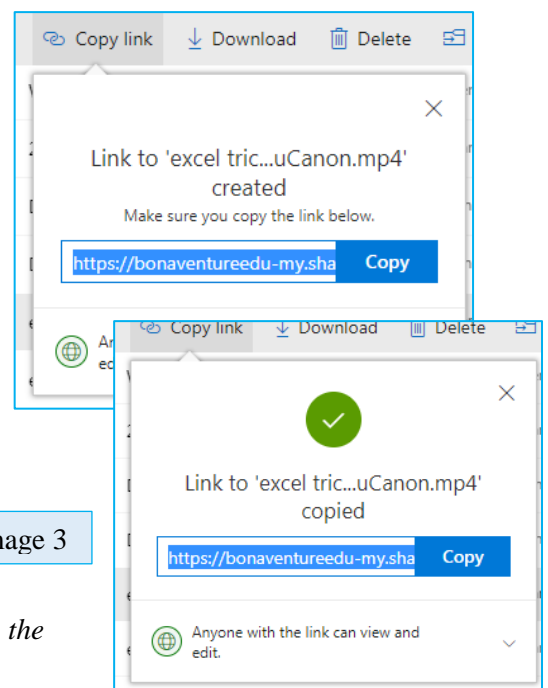 Copy link Download Delete
Link to 'excel tric...uCanon.mp4'
created
Make sure you copy the link below.
https://bonaventureedu-my.sha Copy
Copy link Download Delete
Link to 'excel tric...uCanon.mp4'
copied
https://bonaventureedu-my.sha Copy
Anyone with the link can view and
edit.
age 3
the